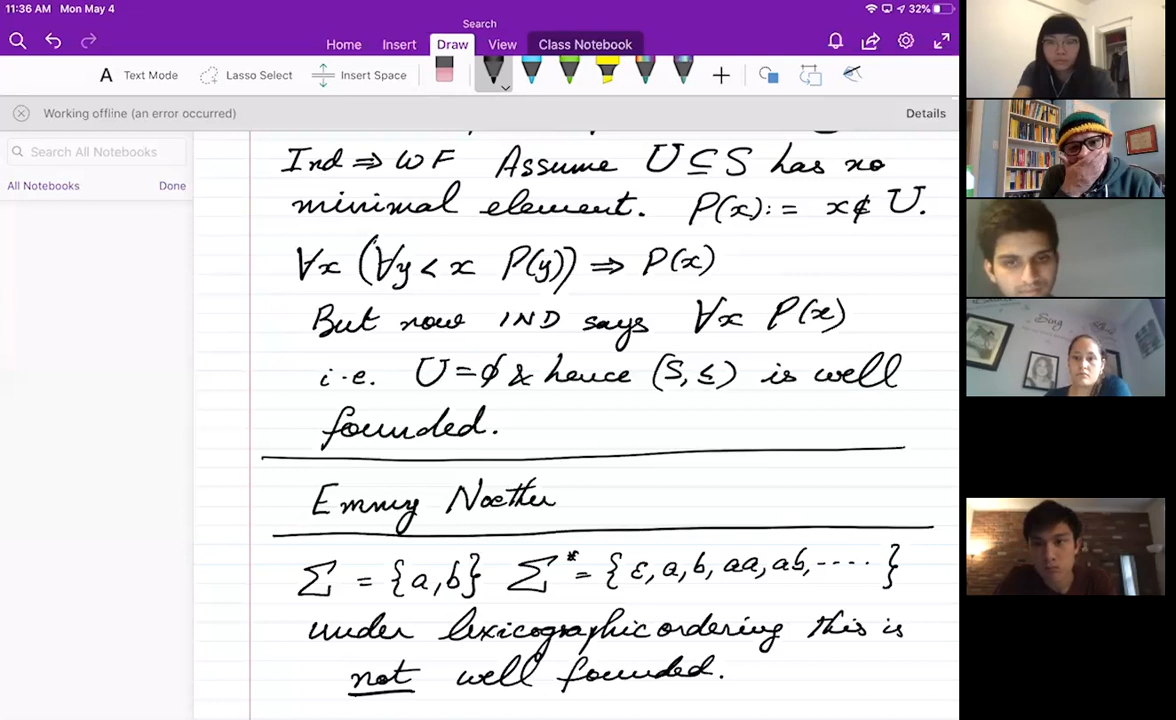 11:36 AM Mon May 4
32%
Search
Home Insert Draw View Class Notebook
Text Mode Lasso Select Insert Space
Working offline (an error occurred) Details
Search All Notebooks
All Notebooks Done
Ind ⇒ WF Assume U ⊆ S has no
minimal element. P(x) := x ∉ U.
∀x (∀y < x P(y)) ⇒ P(x)
But now IND says ∀x P(x)
i.e. U = ϕ & hence (S, ≤) is well
founded.
Emmy Noether
Σ = {a, b} Σ* = {ε, a, b, aa, ab, ····}
under lexicographic ordering this is
not well founded.
Sing